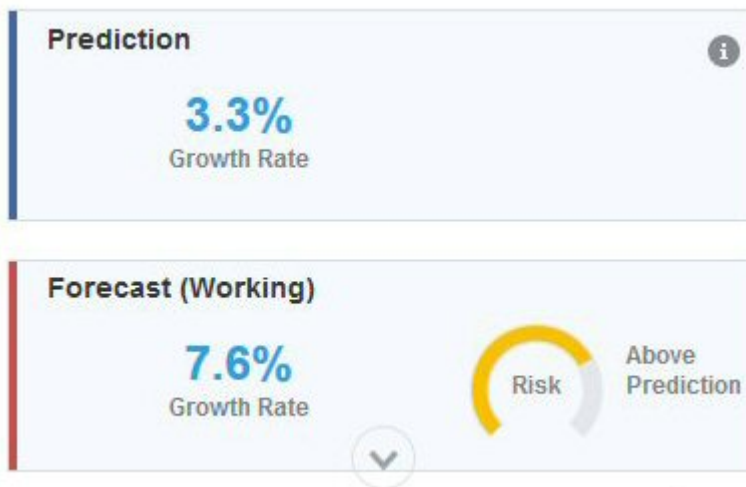 Prediction
3.3%
Growth Rate
Forecast (Working)
7.6%
Growth Rate
Risk
Above
Prediction